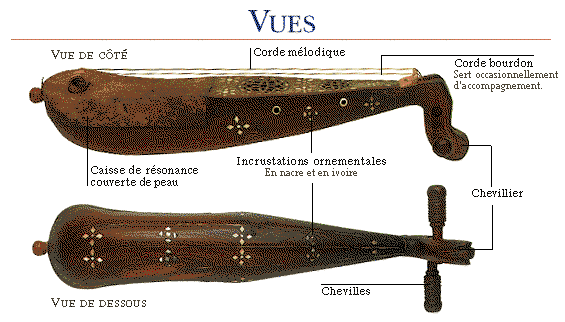 VUES
VUE DE CÔTÉ
Corde mélodique
Corde bourdon
Sert occasionnellement
d'accompagnement.
Caisse de résonance
couverte de peau
Incrustations ornementales
En nacre et en ivoire
Chevillier
Chevilles
VUE DE DESSOUS